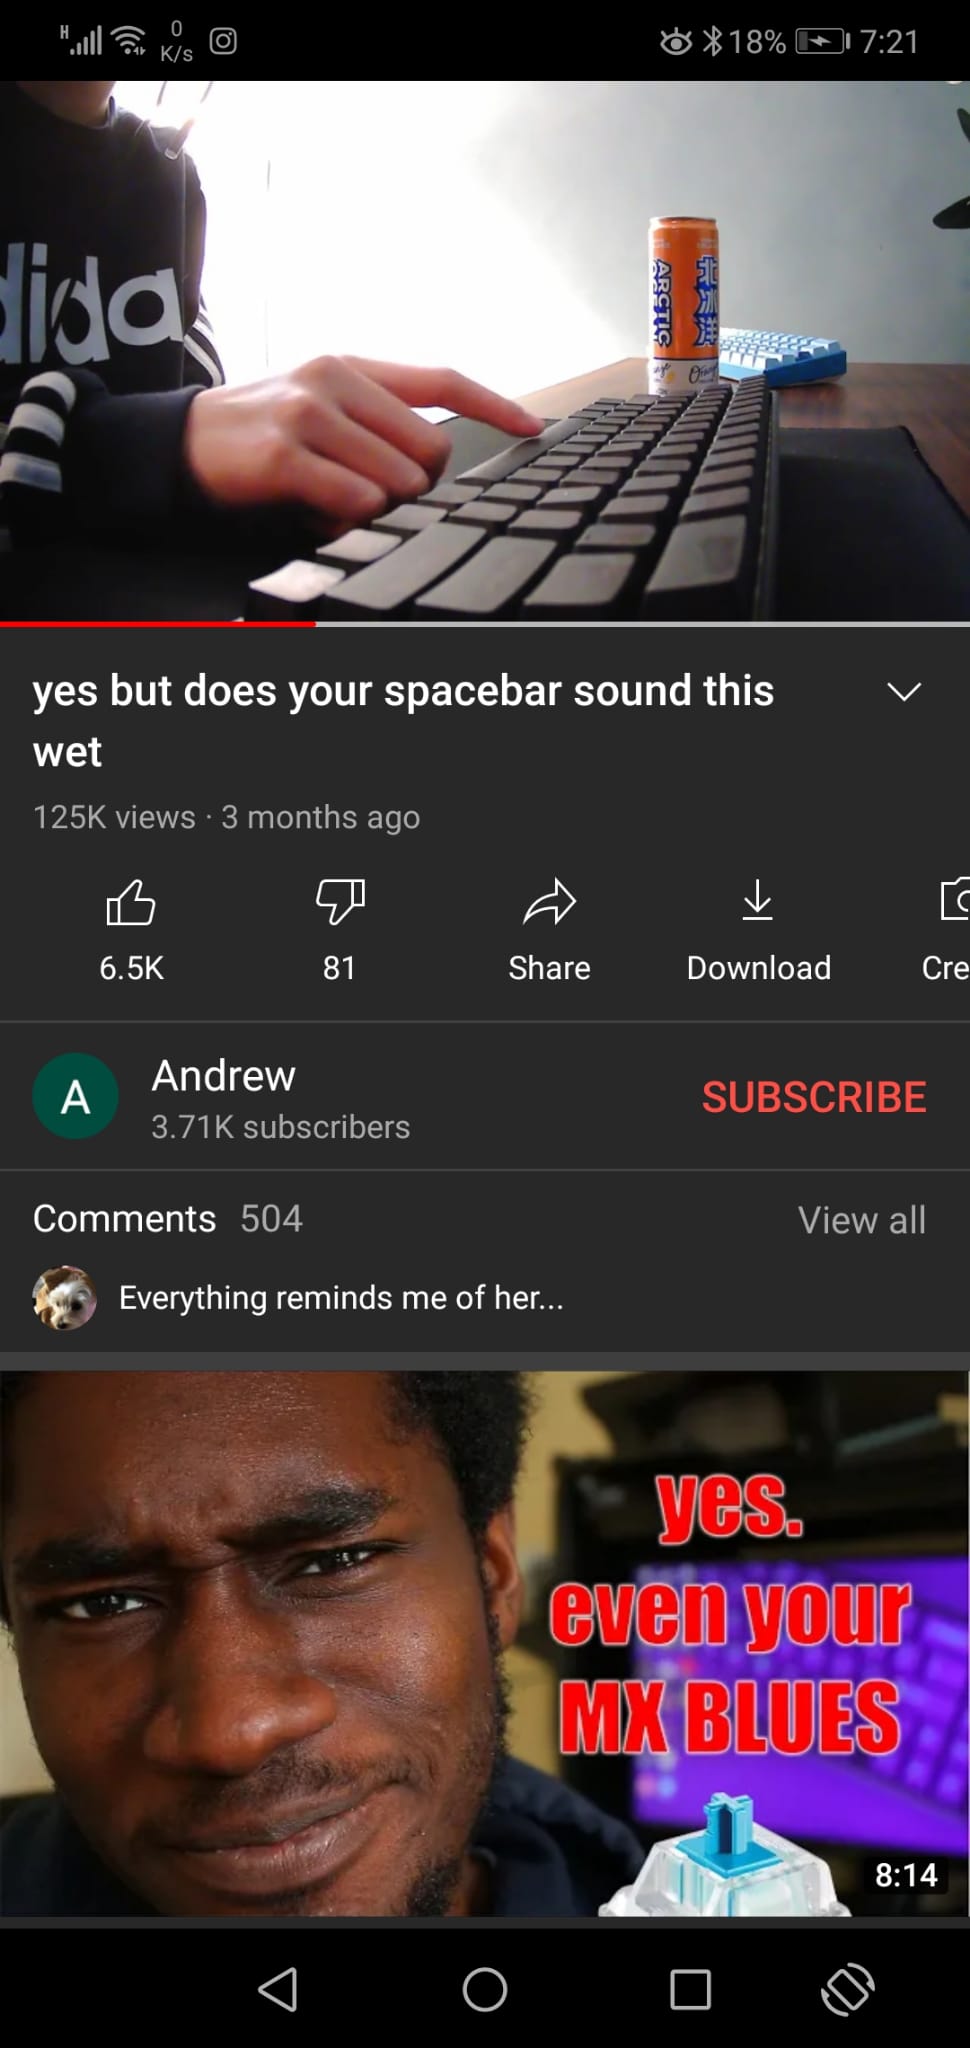 H
0
K/s
18%
7:21
dida
ARCTIC
北冰洋
yes but does your spacebar sound this
wet
125K views · 3 months ago
6.5K
81
Share
Download
Cre
Andrew
A
3.71K subscribers
SUBSCRIBE
Comments 504
View all
Everything reminds me of her...
yes.
even your
MX BLUES
8:14